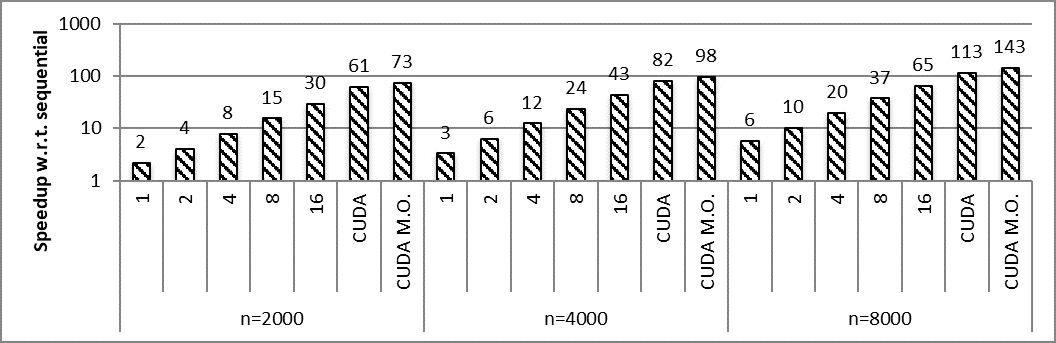 Speedup w.r.t. sequential
1000
100
10
1
2 4 8 15 30 61 73 3 6 12 24 43 82 98 6 10 20 37 65 113 143
1 2 4 8 16 CUDA CUDA M.O. 1 2 4 8 16 CUDA CUDA M.O. 1 2 4 8 16 CUDA CUDA M.O.
n=2000 n=4000 n=8000